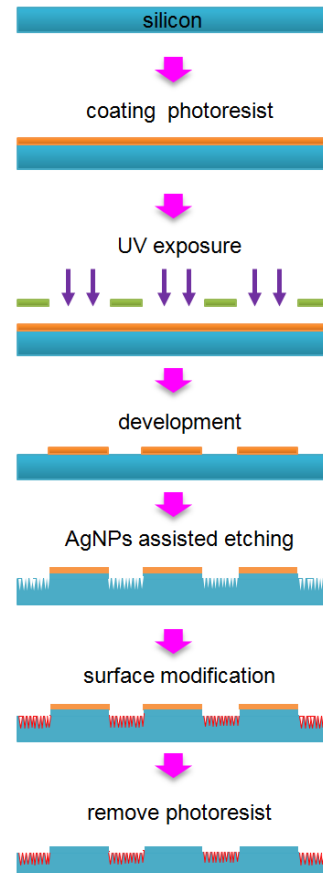 silicon
coating photoresist
UV exposure
development
AgNPs assisted etching
surface modification
remove photoresist